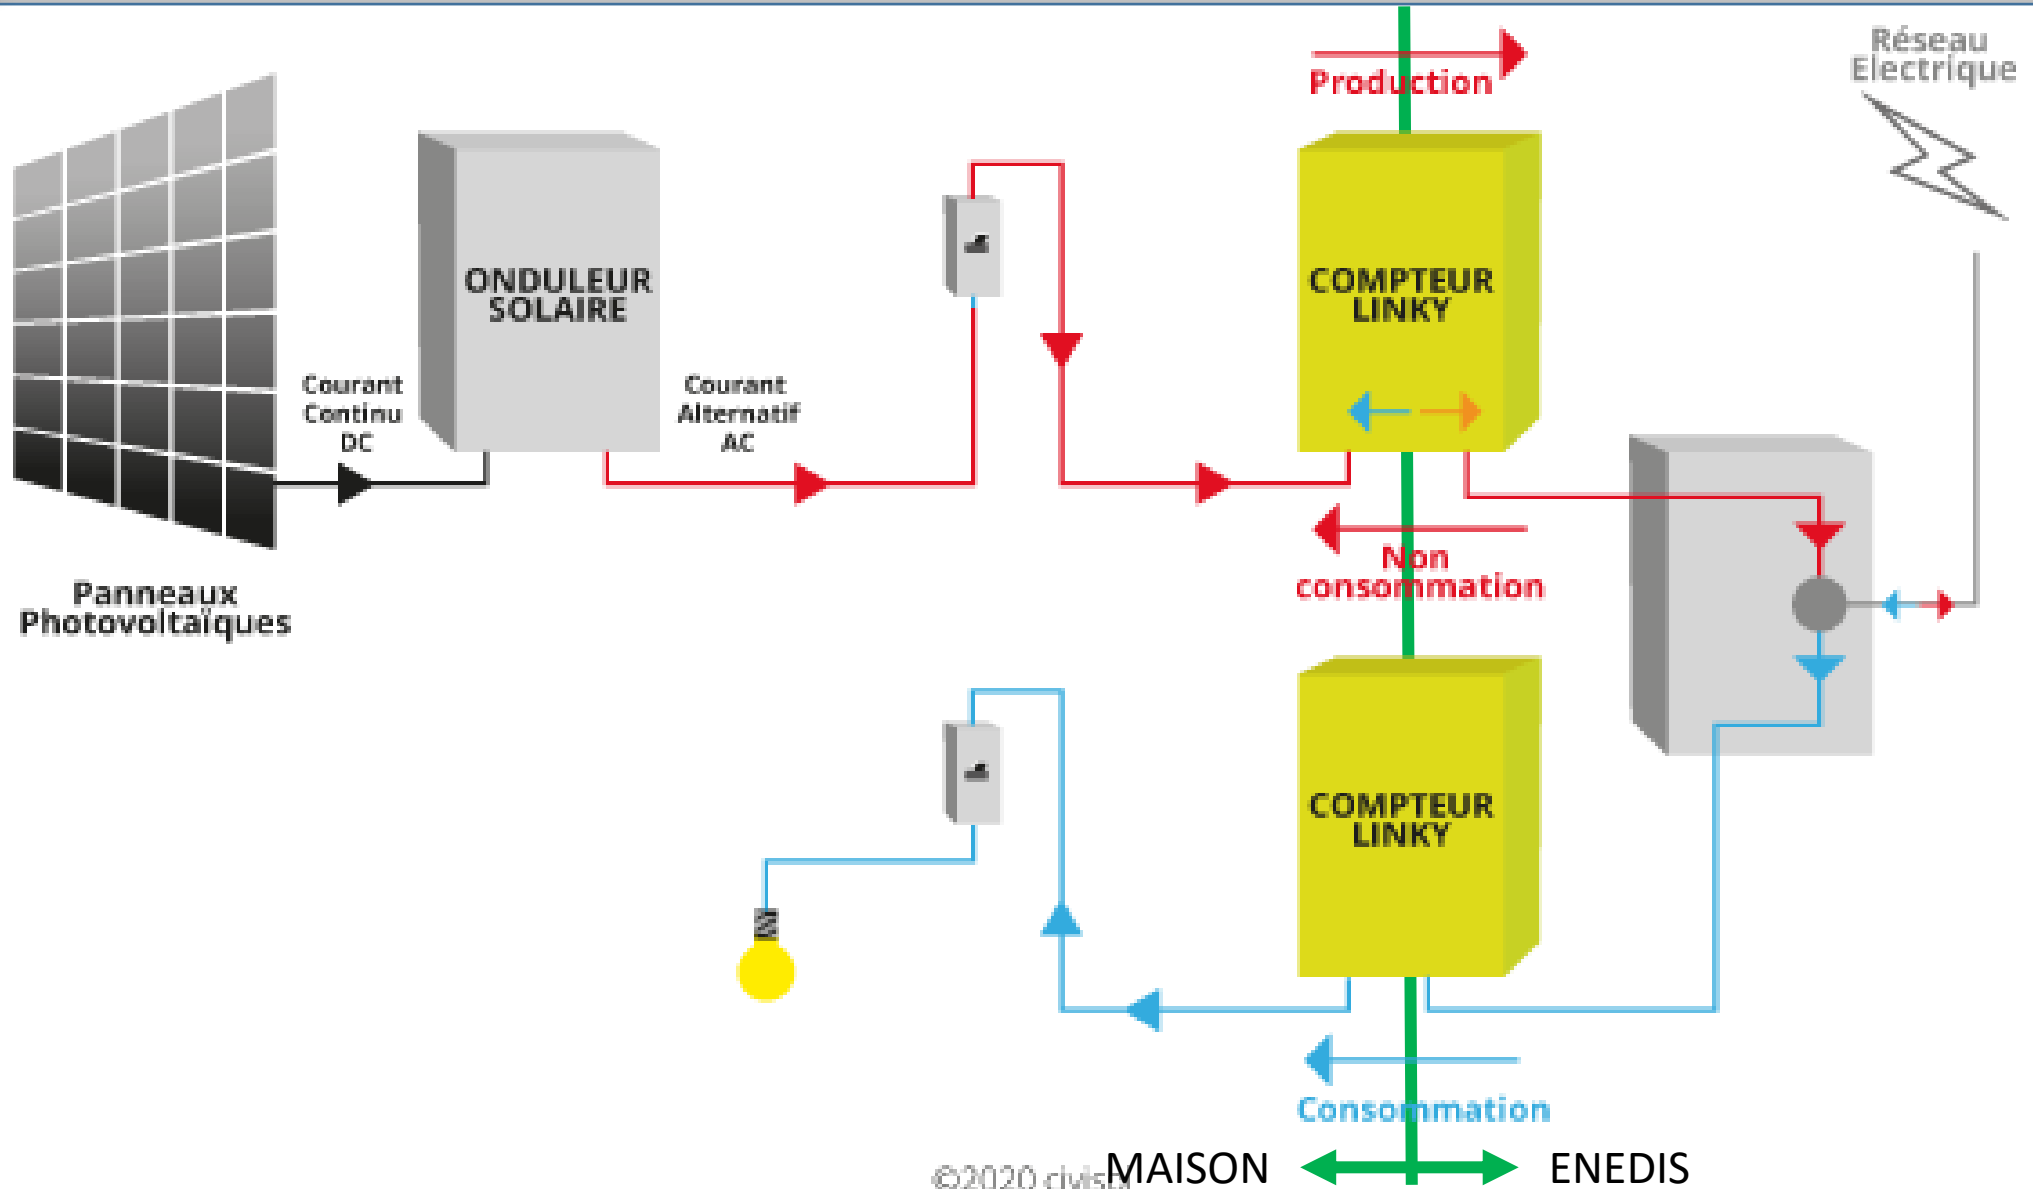 Production
Réseau
Electrique
ONDULEUR
SOLAIRE
COMPTEUR
LINKY
Courant
Continu
DC
Courant
Alternatif
AC
Non
consommation
Panneaux
Photovoltaïques
COMPTEUR
LINKY
Consommation
©2020
MAISON
ENEDIS